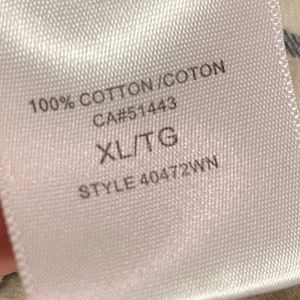 100% COTTON/COTON
CA#51443
XL/TG
STYLE 40472WN